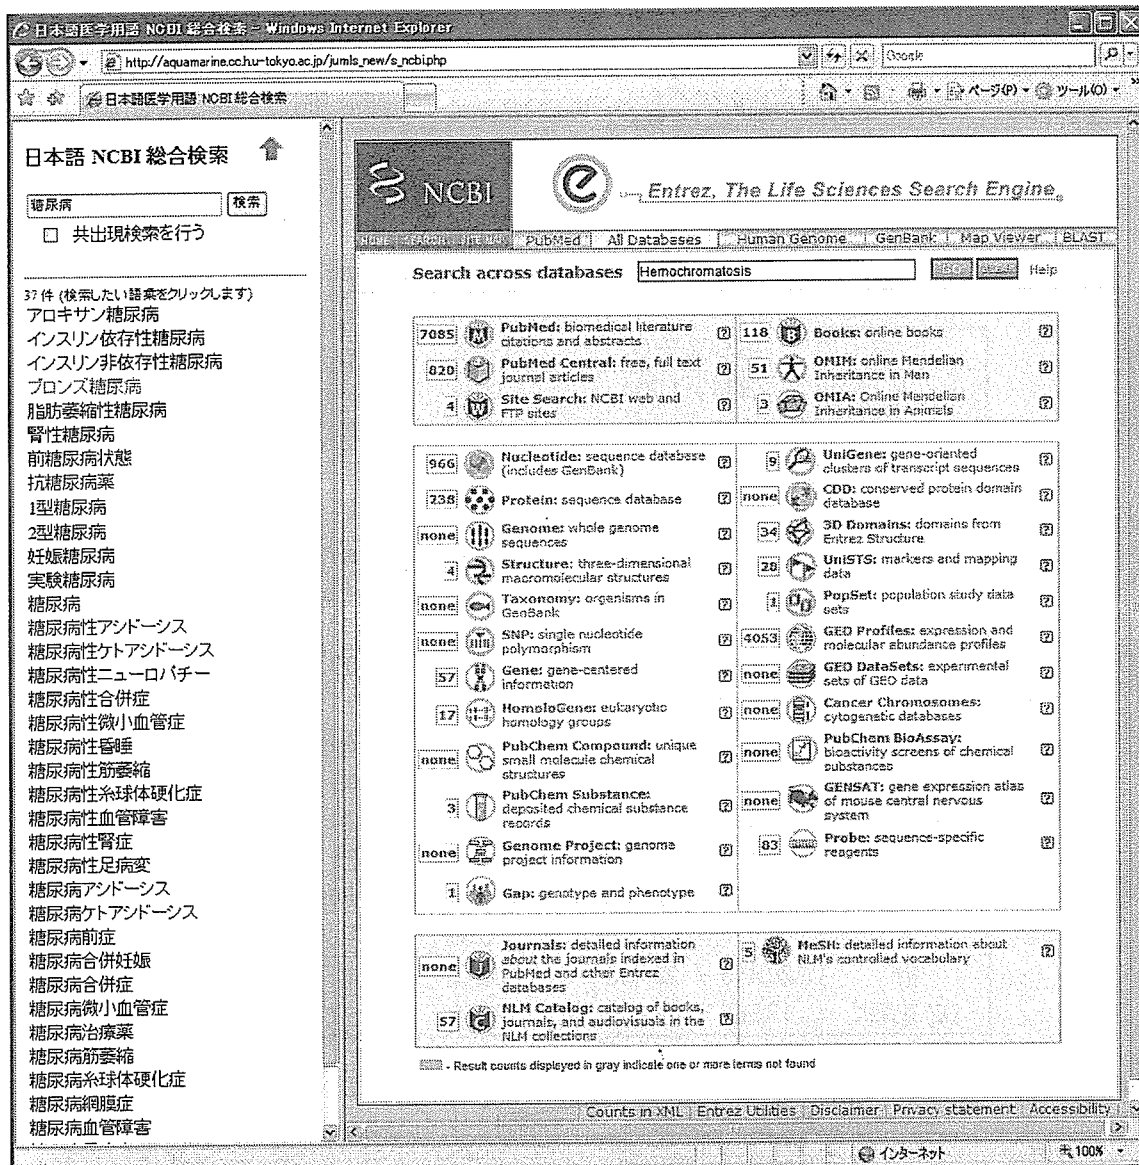 日本語医学用語 NCBI 総合検索 - Windows Internet Explorer
http://aquamarine.cc.h.u-tokyo.ac.jp/jumls_new/s_ncbi.php
Google
日本語医学用語 NCBI 総合検索
ページ(P)
ツール(O)
日本語 NCBI 総合検索
糖尿病
検索
共出現検索を行う
37件 (検索したい語彙をクリックします)
アロキサン糖尿病
インスリン依存性糖尿病
インスリン非依存性糖尿病
ブロンズ糖尿病
脂肪萎縮性糖尿病
腎性糖尿病
前糖尿病状態
抗糖尿病薬
1型糖尿病
2型糖尿病
妊娠糖尿病
実験糖尿病
糖尿病
糖尿病性アシドーシス
糖尿病性ケトアシドーシス
糖尿病性ニューロパチー
糖尿病性合併症
糖尿病性微小血管症
糖尿病性昏睡
糖尿病性筋萎縮
糖尿病性糸球体硬化症
糖尿病性血管障害
糖尿病性腎症
糖尿病性足病変
糖尿病アシドーシス
糖尿病ケトアシドーシス
糖尿病前症
糖尿病合併妊娠
糖尿病合併症
糖尿病微小血管症
糖尿病治療薬
糖尿病筋萎縮
糖尿病糸球体硬化症
糖尿病網膜症
糖尿病血管障害
NCBI
Entrez, The Life Sciences Search Engine
HOME SEARCH SITE MAP PubMed All Databases Human Genome GenBank Map Viewer BLAST
Search across databases Hemochromatosis GO Help
7085 PubMed: biomedical literature
citations and abstracts
820 PubMed Central: free, full text
journal articles
4 Site Search: NCBI web and
FTP sites
118 Books: online books
51 OMIM: online Mendelian
Inheritance in Man
3 OMIA: Online Mendelian
Inheritance in Animals
966 Nucleotide: sequence database
(includes GenBank)
238 Protein: sequence database
none Genome: whole genome
sequences
4 Structure: three-dimensional
macromolecular structures
none Taxonomy: organisms in
GenBank
none SNP: single nucleotide
polymorphism
57 Gene: gene-centered
information
17 HomoloGene: eukaryotic
homology groups
none PubChem Compound: unique
small molecule chemical
structures
3 PubChem Substance:
deposited chemical substance
records
none Genome Project: genome
project information
1 Gap: genotype and phenotype
9 UniGene: gene-oriented
clusters of transcript sequences
none CDD: conserved protein domain
database
34 3D Domains: domains from
Entrez Structure
28 UniSTS: markers and mapping
data
1 PopSet: population study data
sets
4053 GEO Profiles: expression and
molecular abundance profiles
none GEO DataSets: experimental
sets of GEO data
none Cancer Chromosomes:
cytogenetic databases
none PubChem BioAssay:
bioactivity screens of chemical
substances
none GENSAT: gene expression atlas
of mouse central nervous
system
83 Probe: sequence-specific
reagents
none Journals: detailed information
about the journals indexed in
PubMed and other Entrez
databases
57 NLM Catalog: catalog of books,
journals, and audiovisuals in the
NLM collections
5 MeSH: detailed information about
NLM's controlled vocabulary
- Result counts displayed in gray indicate one or more terms not found
Counts in XML | Entrez Utilities | Disclaimer | Privacy statement | Accessibility
インターネット
100%